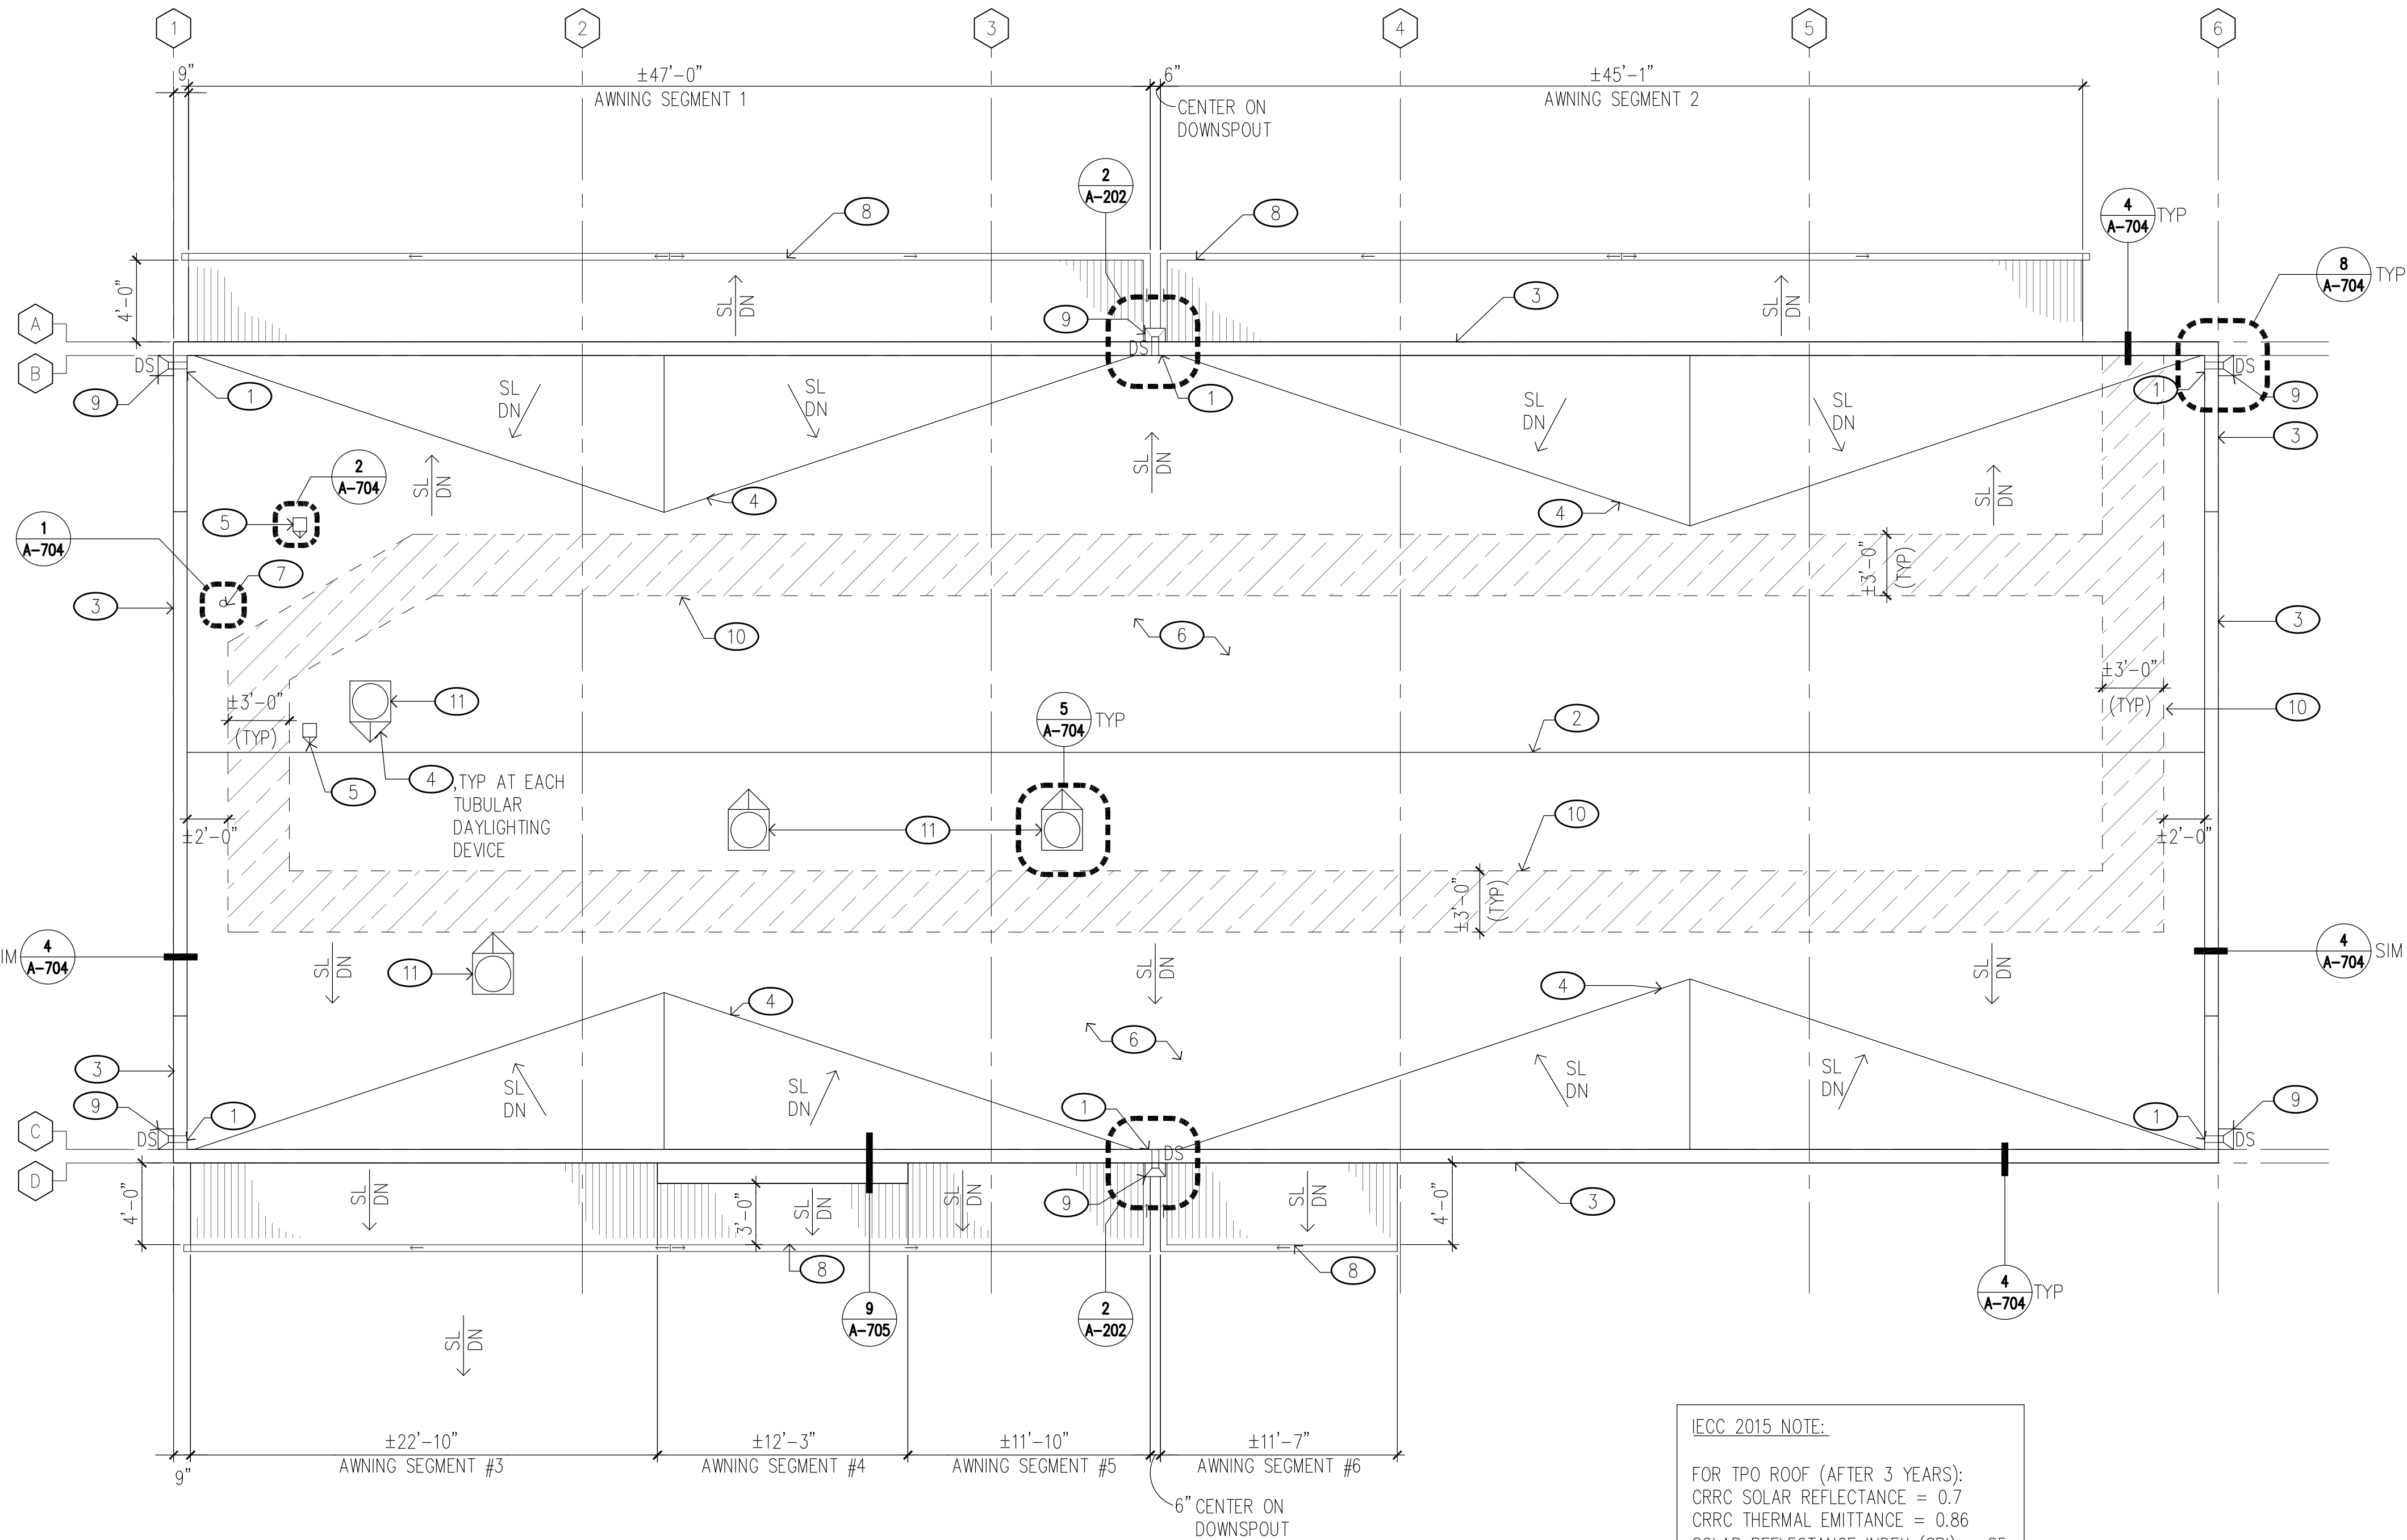 1
2
3
4
5
6
9"
±47'-0"
AWNING SEGMENT 1
6"
CENTER ON
DOWNSPOUT
±45'-1"
AWNING SEGMENT 2
2
A-202
8
8
4
A-704
TYP
8
A-704
TYP
4'-0"
SL
DN
SL
DN
3
9
A
B
DS
DS
DS
9
1
1
1
9
SL
DN
SL
DN
SL
DN
SL
DN
3
2
A-704
SL
DN
SL
DN
SL
DN
4
4
5
1
A-704
7
±3'-0"
(TYP)
3
10
6
3
11
±3'-0"
(TYP)
±3'-0"
(TYP)
10
5
A-704
TYP
2
5
4
,TYP AT EACH
TUBULAR
DAYLIGHTING
DEVICE
±2'-0"
11
10
±2'-0"
±3'-0"
(TYP)
IM
4
A-704
11
SL
DN
SL
DN
SL
DN
4
A-704
SIM
4
4
6
3
SL
DN
SL
DN
SL
DN
SL
DN
9
1
1
1
9
C
D
DS
DS
DS
4'-0"
SL
DN
3'-0"
SL
DN
SL
DN
9
SL
DN
4'-0"
3
8
8
9
A-705
2
A-202
4
A-704
TYP
SL
DN
±22'-10"
AWNING SEGMENT #3
±12'-3"
AWNING SEGMENT #4
±11'-10"
AWNING SEGMENT #5
±11'-7"
AWNING SEGMENT #6
9"
6" CENTER ON
DOWNSPOUT
IECC 2015 NOTE:
FOR TPO ROOF (AFTER 3 YEARS):
CRRC SOLAR REFLECTANCE = 0.7
CRRC THERMAL EMITTANCE = 0.86